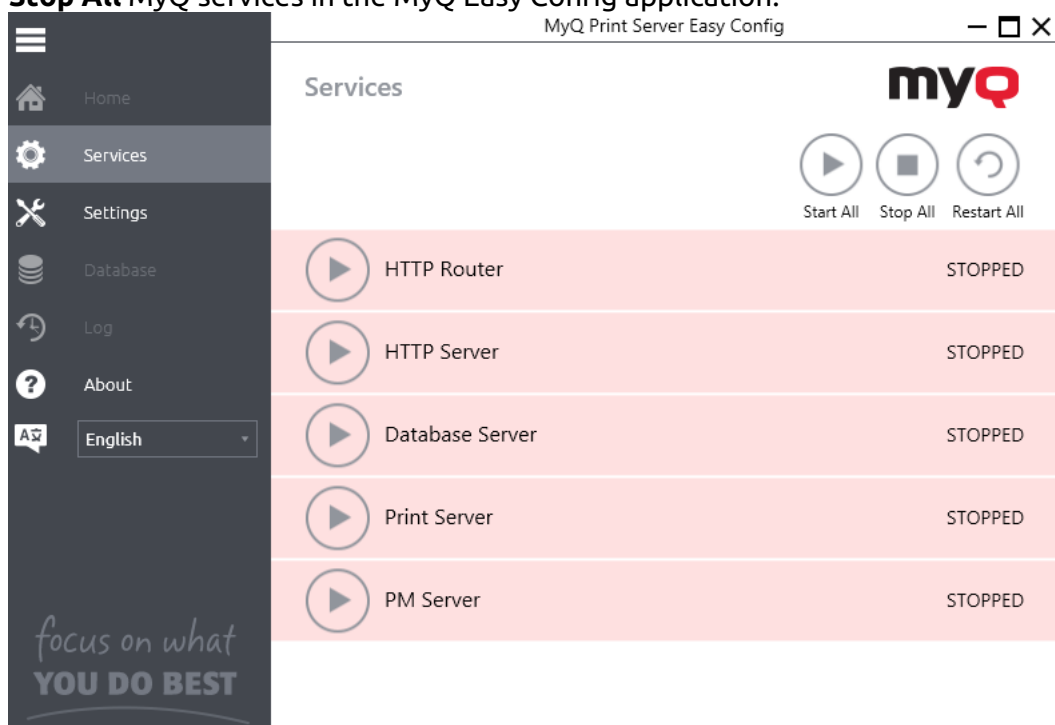 Stop All MyQ services in the MyQ Easy Config application.
MyQ Print Server Easy Config
Services
myQ
Home
Services
Settings
Database
Log
About
English
Start All Stop All Restart All
HTTP Router STOPPED
HTTP Server STOPPED
Database Server STOPPED
Print Server STOPPED
PM Server STOPPED
focus on what
YOU DO BEST